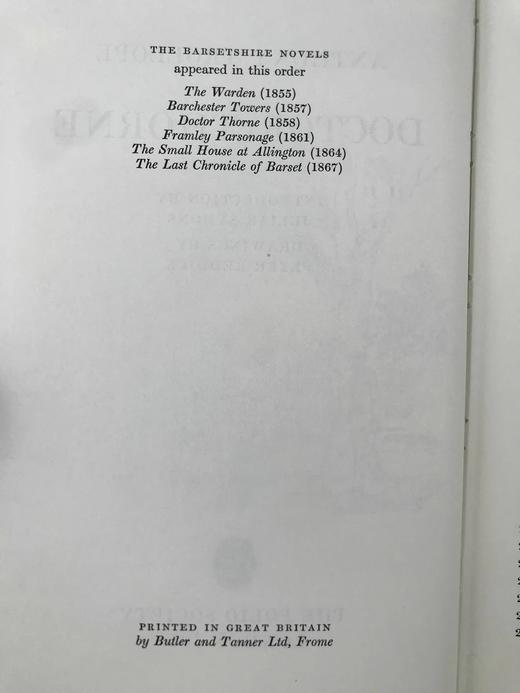 THE BARSETSHIRE NOVELS
appeared in this order
The Warden (1855)
Barchester Towers (1857)
Doctor Thorne (1858)
Framley Parsonage (1861)
The Small House at Allington (1864)
The Last Chronicle of Barset (1867)
PRINTED IN GREAT BRITAIN
by Butler and Tanner Ltd, Frome